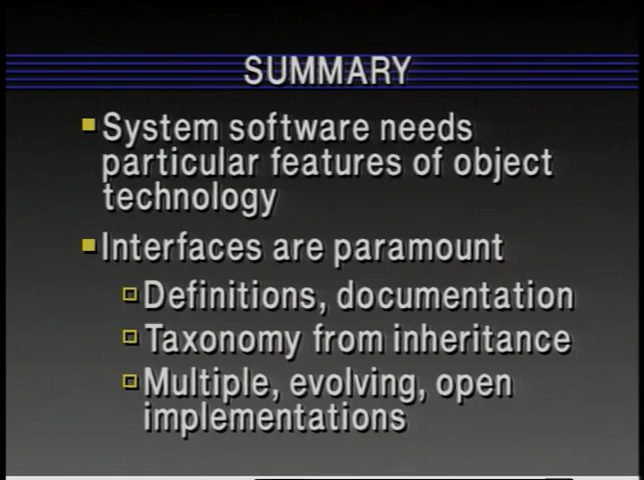 SUMMARY
System software needs
particular features of object
technology
Interfaces are paramount
Definitions, documentation
Taxonomy from inheritance
Multiple, evolving, open
implementations